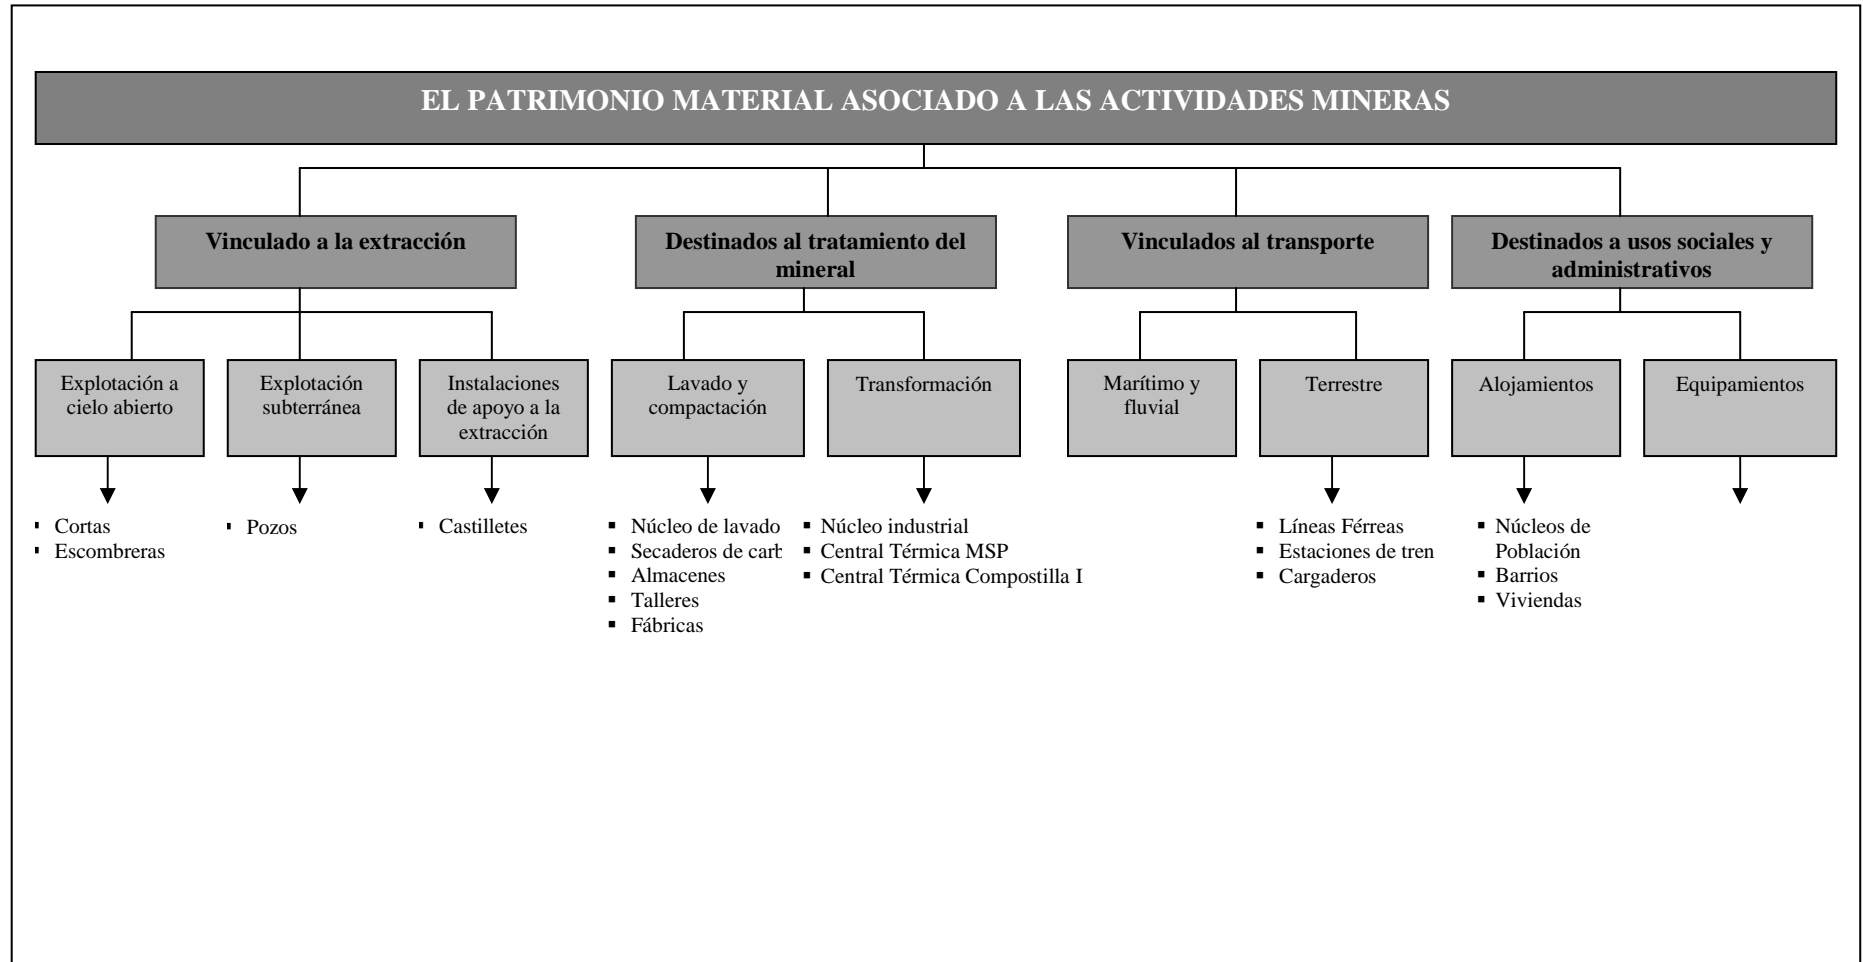 EL PATRIMONIO MATERIAL ASOCIADO A LAS ACTIVIDADES MINERAS
Vinculado a la extracción
Destinados al tratamiento del
mineral
Vinculados al transporte
Destinados a usos sociales y
administrativos
Explotación a
cielo abierto
Explotación
subterránea
Instalaciones
de apoyo a la
extracción
Lavado y
compactación
Transformación
Marítimo y
fluvial
Terrestre
Alojamientos
Equipamientos
Cortas
Escombreras
Pozos
Castilletes
Núcleo de lavado
Secaderos de carb
Almacenes
Talleres
Fábricas
Núcleo industrial
Central Térmica MSP
Central Térmica Compostilla I
Líneas Férreas
Estaciones de tren
Cargaderos
Núcleos de
Población
Barrios
Viviendas